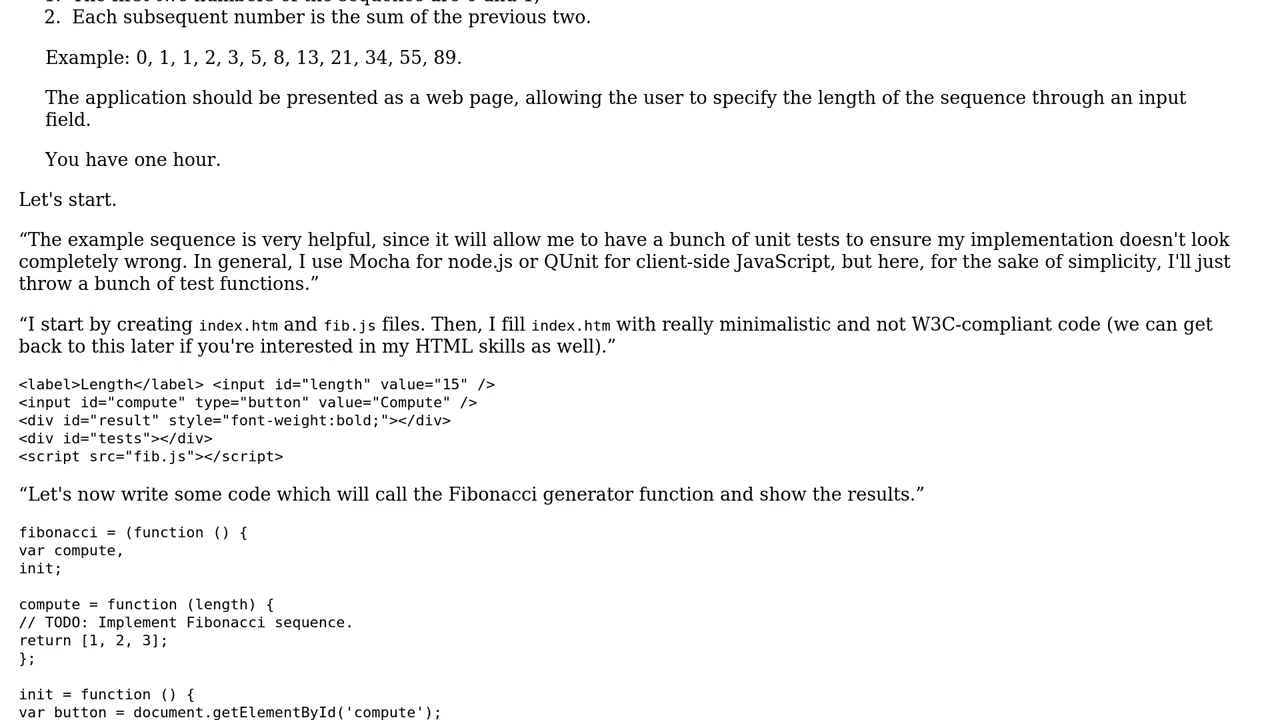 2. Each subsequent number is the sum of the previous two.
Example: 0, 1, 1, 2, 3, 5, 8, 13, 21, 34, 55, 89.
The application should be presented as a web page, allowing the user to specify the length of the sequence through an input
field.
You have one hour.
Let's start.
“The example sequence is very helpful, since it will allow me to have a bunch of unit tests to ensure my implementation doesn't look
completely wrong. In general, I use Mocha for node.js or QUnit for client-side JavaScript, but here, for the sake of simplicity, I'll just
throw a bunch of test functions.”
“I start by creating index.htm and fib.js files. Then, I fill index.htm with really minimalistic and not W3C-compliant code (we can get
back to this later if you're interested in my HTML skills as well).”
<label>Length</label> <input id="length" value="15" />
<input id="compute" type="button" value="Compute" />
<div id="result" style="font-weight:bold;"></div>
<div id="tests"></div>
<script src="fib.js"></script>
“Let's now write some code which will call the Fibonacci generator function and show the results.”
fibonacci = (function () {
var compute,
init;
compute = function (length) {
// TODO: Implement Fibonacci sequence.
return [1, 2, 3];
};
init = function () {
var button = document.getElementById('compute');